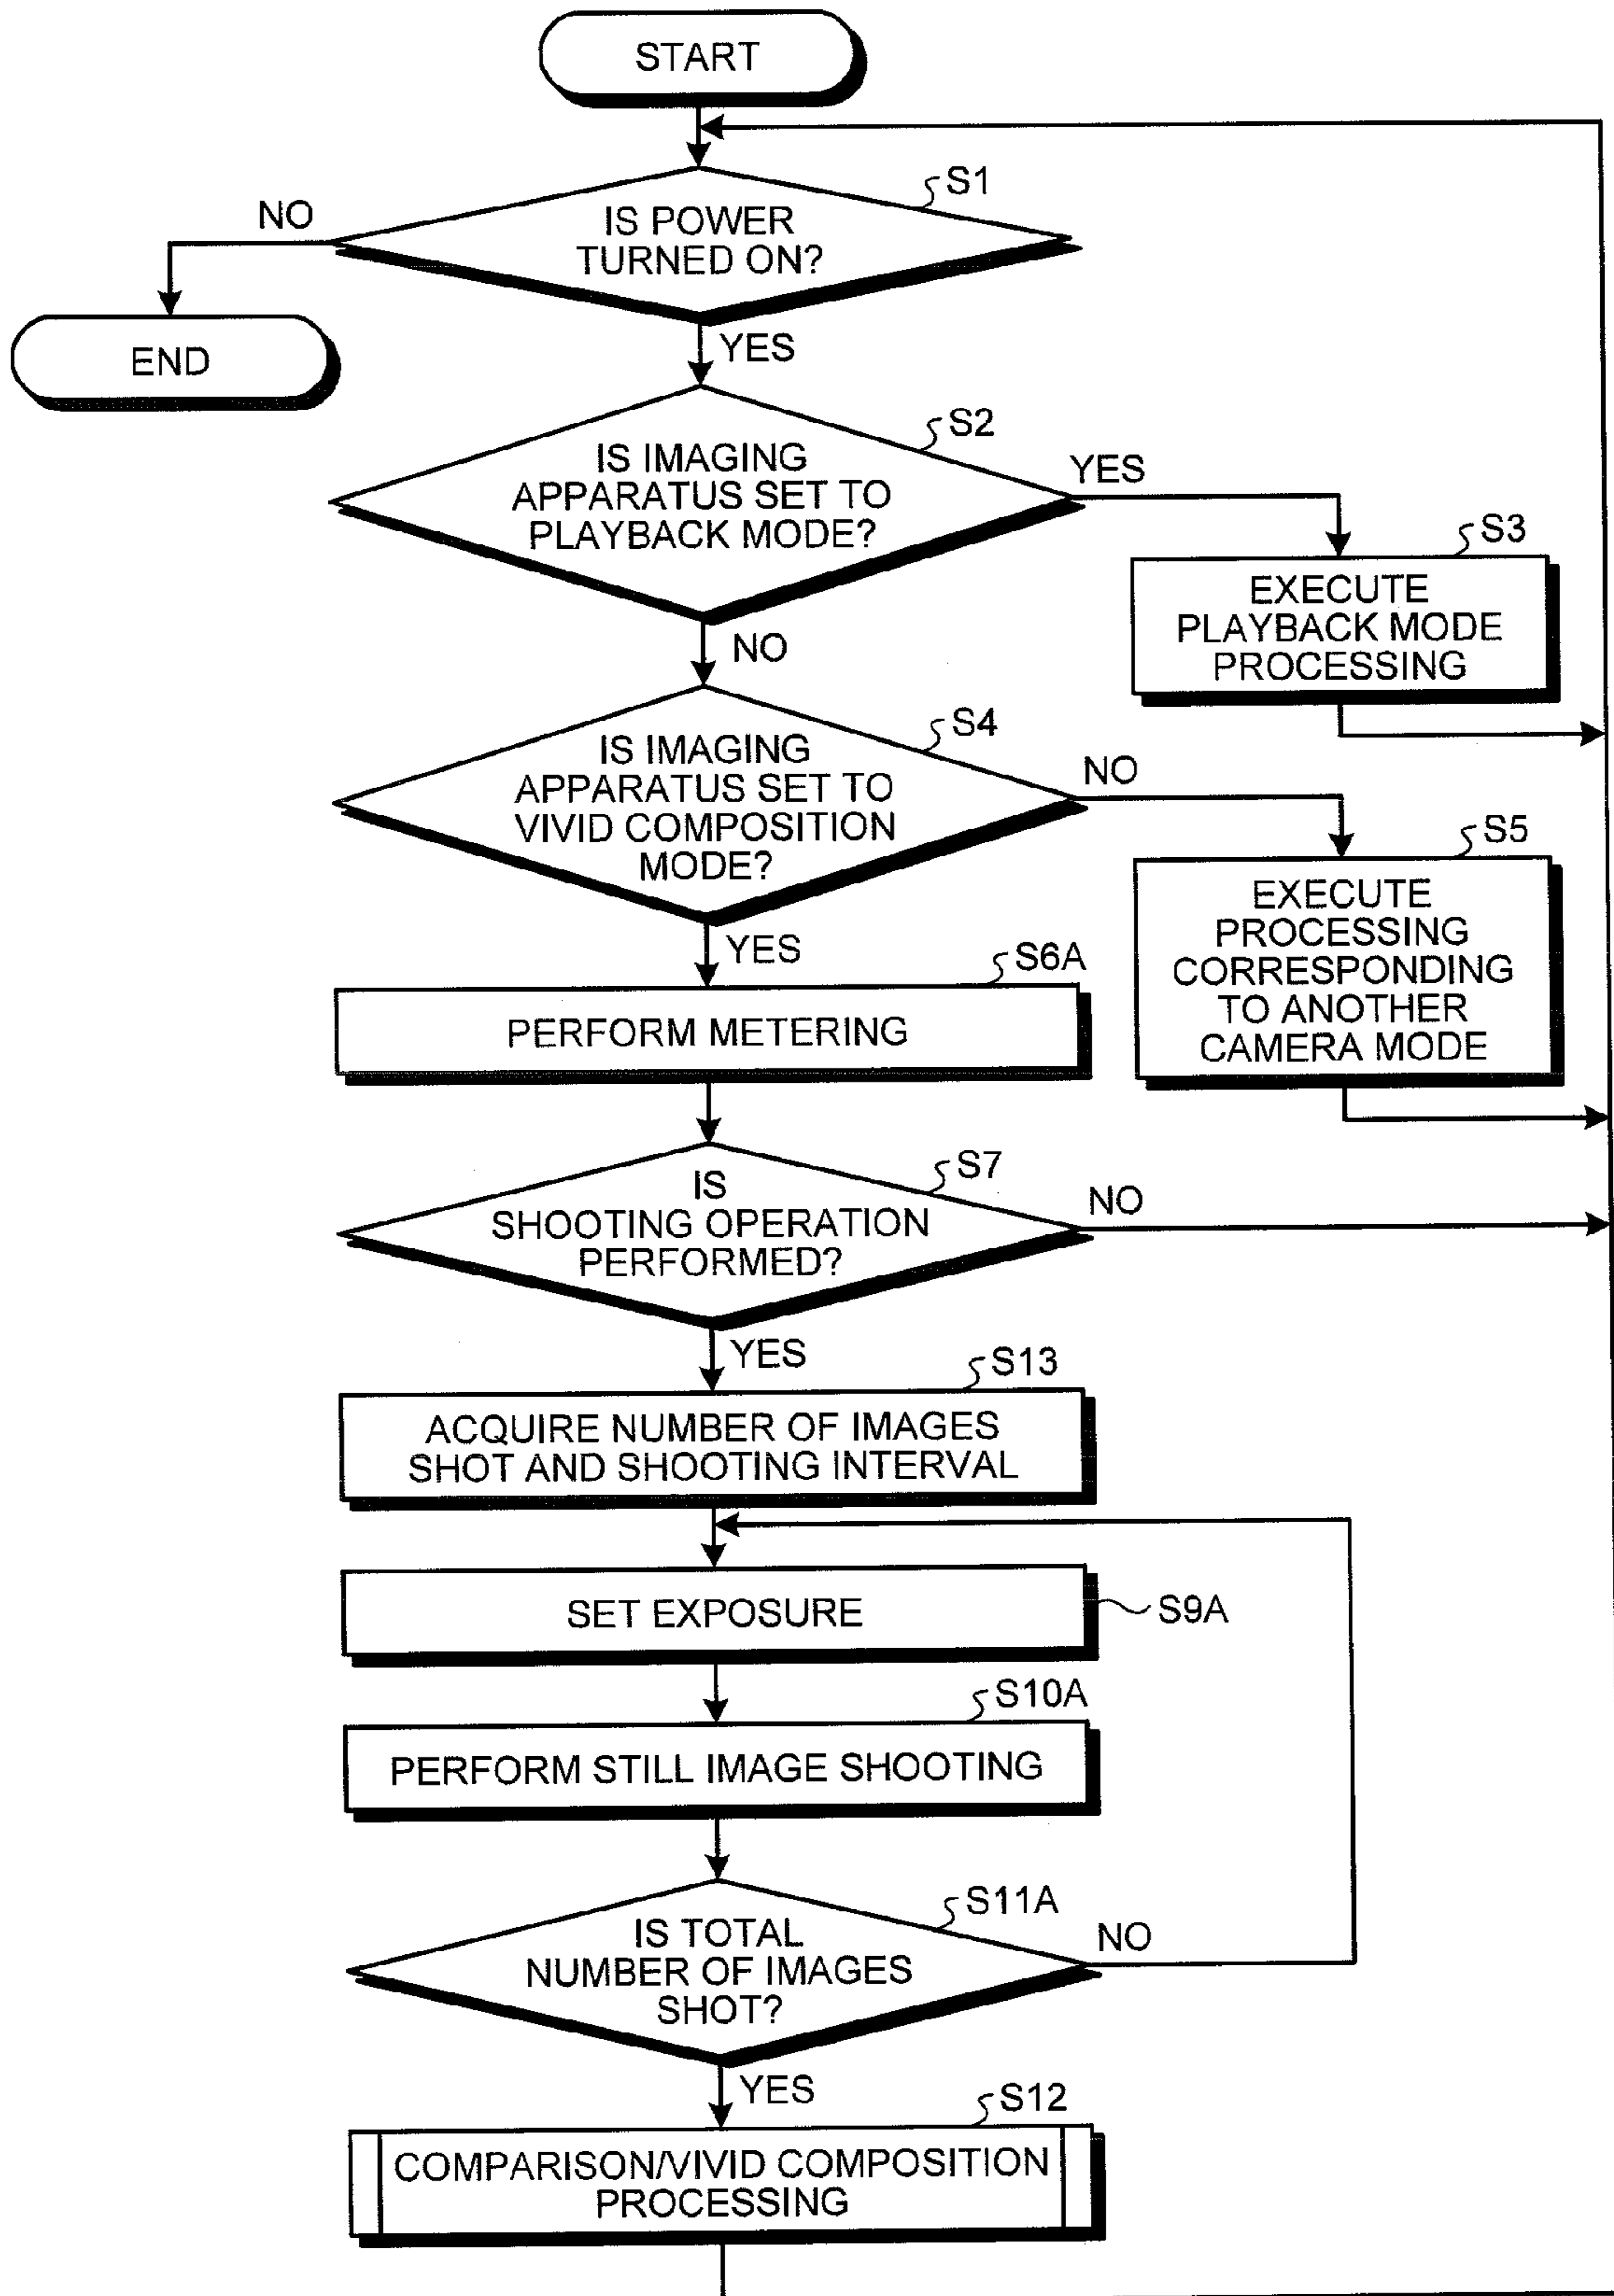 START
S1
NO
IS POWER
TURNED ON?
END
YES
S2
IS IMAGING
APPARATUS SET TO
PLAYBACK MODE?
YES
S3
EXECUTE
PLAYBACK MODE
PROCESSING
NO
S4
IS IMAGING
APPARATUS SET TO
VIVID COMPOSITION
MODE?
NO
S5
EXECUTE
PROCESSING
CORRESPONDING
TO ANOTHER
CAMERA MODE
YES
S6A
PERFORM METERING
S7
IS
SHOOTING OPERATION
PERFORMED?
NO
YES
S13
ACQUIRE NUMBER OF IMAGES
SHOT AND SHOOTING INTERVAL
SET EXPOSURE
S9A
S10A
PERFORM STILL IMAGE SHOOTING
S11A
IS TOTAL
NUMBER OF IMAGES
SHOT?
NO
YES
S12
COMPARISON/VIVID COMPOSITION
PROCESSING